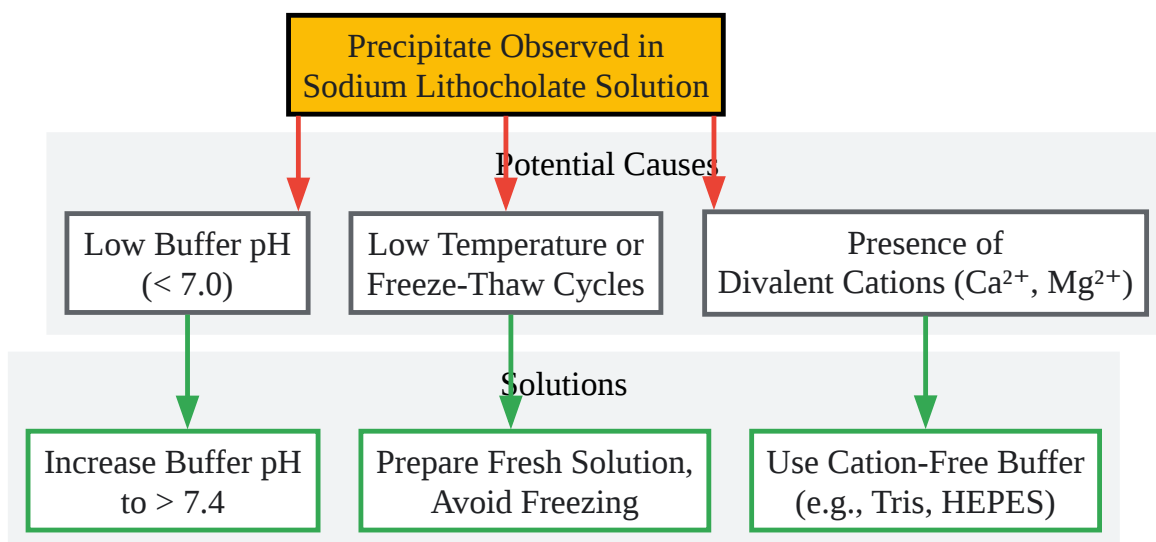 Precipitate Observed in
Sodium Lithocholate Solution
Potential Causes
Low Buffer pH
(< 7.0)
Low Temperature or
Freeze-Thaw Cycles
Presence of
Divalent Cations (Ca²⁺, Mg²⁺)
Solutions
Increase Buffer pH
to > 7.4
Prepare Fresh Solution,
Avoid Freezing
Use Cation-Free Buffer
(e.g., Tris, HEPES)